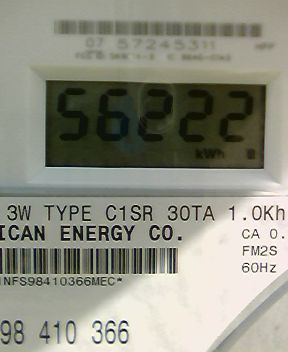 07 57245311
56222
kWh
3W TYPE C1SR 30TA 1.0Kh
ICAN ENERGY CO.
CA 0.
FM2S
60Hz
NFS98410366MEC*
98 410 366